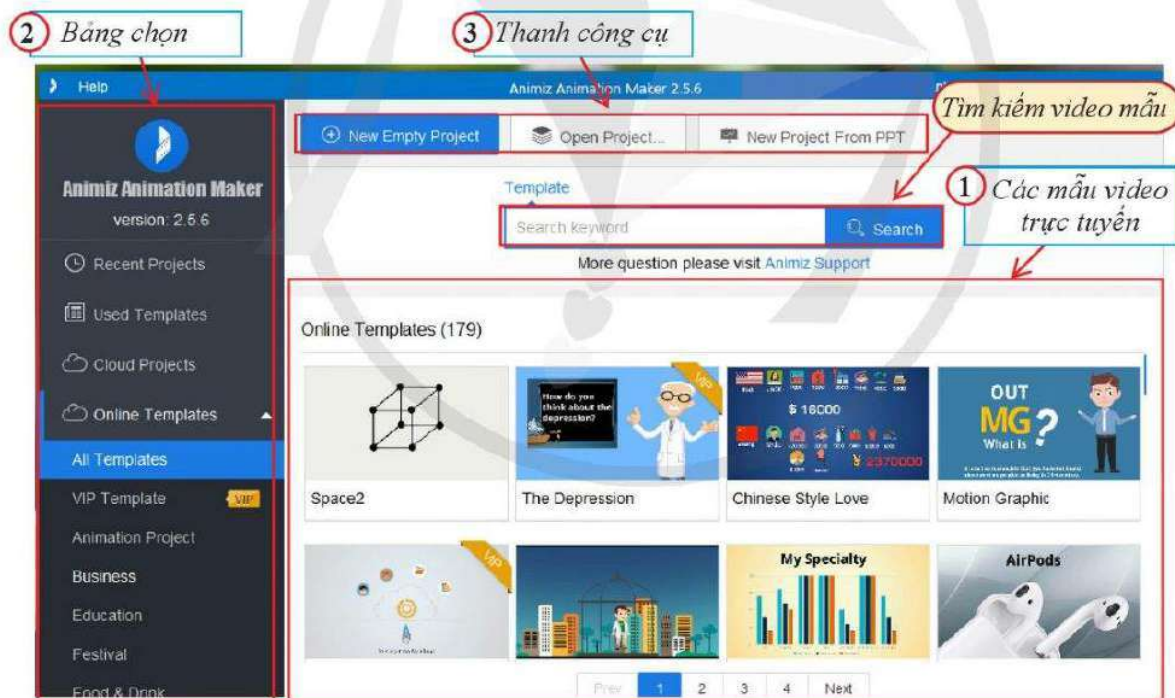 2 Bảng chọn
3 Thanh công cụ
Help
Animiz Animation Maker 2.5.6
Tìm kiếm video mẫu
New Empty Project
Open Project...
New Project From PPT
Animiz Animation Maker
version: 2.5.6
Template
Search keyword
Search
More question please visit Animiz Support
1 Các mẫu video
trực tuyến
Recent Projects
Used Templates
Cloud Projects
Online Templates
All Templates
VIP Template VIP
Animation Project
Business
Education
Festival
Food & Drink
Online Templates (179)
VIP
How do you
think about the
depression?
$ 16000
¥ 2370000
OUT
MG?
What is
Space2
The Depression
Chinese Style Love
Motion Graphic
VIP
My Specialty
AirPods
Prev 1 2 3 4 Next